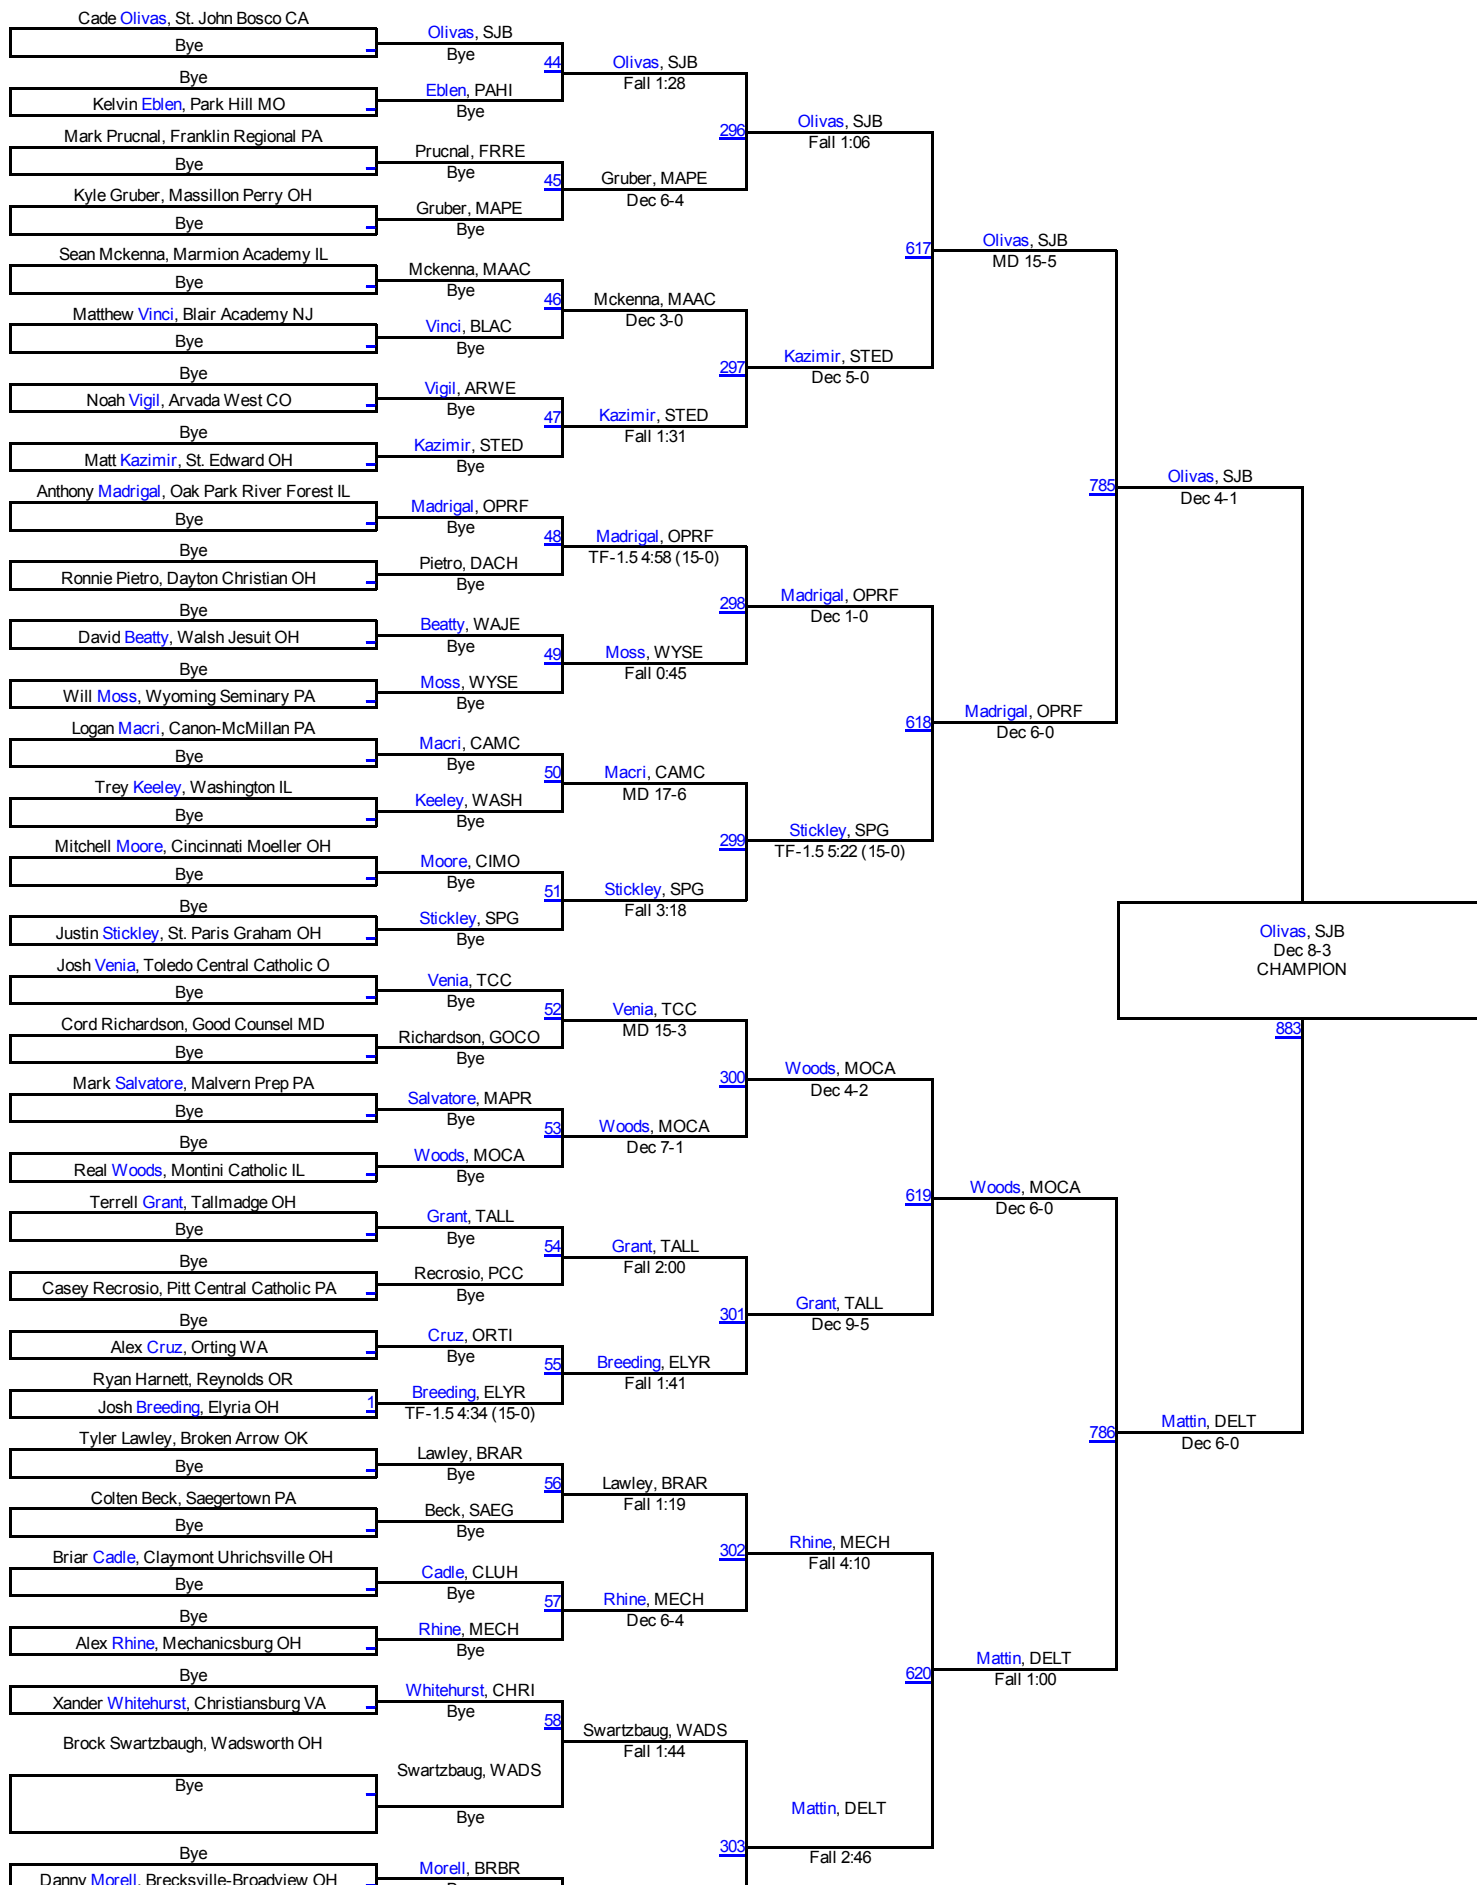 Cade Olivas, St. John Bosco CA
Bye
Bye
Kelvin Eblen, Park Hill MO
Mark Prucnal, Franklin Regional PA
Bye
Kyle Gruber, Massillon Perry OH
Bye
Sean Mckenna, Marmion Academy IL
Bye
Matthew Vinci, Blair Academy NJ
Bye
Bye
Noah Vigil, Arvada West CO
Bye
Matt Kazimir, St. Edward OH
Anthony Madrigal, Oak Park River Forest IL
Bye
Bye
Ronnie Pietro, Dayton Christian OH
Bye
David Beatty, Walsh Jesuit OH
Bye
Will Moss, Wyoming Seminary PA
Logan Macri, Canon-McMillan PA
Bye
Trey Keeley, Washington IL
Bye
Mitchell Moore, Cincinnati Moeller OH
Bye
Bye
Justin Stickley, St. Paris Graham OH
Josh Venia, Toledo Central Catholic O
Bye
Cord Richardson, Good Counsel MD
Bye
Mark Salvatore, Malvern Prep PA
Bye
Bye
Real Woods, Montini Catholic IL
Terrell Grant, Tallmadge OH
Bye
Bye
Casey Recrosio, Pitt Central Catholic PA
Bye
Alex Cruz, Orting WA
Ryan Harnett, Reynolds OR
Josh Breeding, Elyria OH
1
Tyler Lawley, Broken Arrow OK
Bye
Colten Beck, Saegertown PA
Bye
Briar Cadle, Claymont Uhrichsville OH
Bye
Bye
Alex Rhine, Mechanicsburg OH
Bye
Xander Whitehurst, Christiansburg VA
Brock Swartzbaugh, Wadsworth OH
Bye
Bye
Danny Morell, Brecksville-Broadview OH
Olivas, SJB
Bye
44
Eblen, PAHI
Bye
Prucnal, FRRE
Bye
45
Gruber, MAPE
Bye
Mckenna, MAAC
Bye
46
Vinci, BLAC
Bye
Vigil, ARWE
Bye
47
Kazimir, STED
Bye
Madrigal, OPRF
Bye
48
Pietro, DACH
Bye
Beatty, WAJE
Bye
49
Moss, WYSE
Bye
Macri, CAMC
Bye
50
Keeley, WASH
Bye
Moore, CIMO
Bye
51
Stickley, SPG
Bye
Venia, TCC
Bye
52
Richardson, GOCO
Bye
Salvatore, MAPR
Bye
53
Woods, MOCA
Bye
Grant, TALL
Bye
54
Recrosio, PCC
Bye
Cruz, ORTI
Bye
55
Breeding, ELYR
TF-1.5 4:34 (15-0)
Lawley, BRAR
Bye
56
Beck, SAEG
Bye
Cadle, CLUH
Bye
57
Rhine, MECH
Bye
Whitehurst, CHRI
Bye
58
Swartzbaug, WADS
Bye
Morell, BRBR
Olivas, SJB
Fall 1:28
296
Gruber, MAPE
Dec 6-4
Mckenna, MAAC
Dec 3-0
297
Kazimir, STED
Fall 1:31
Madrigal, OPRF
TF-1.5 4:58 (15-0)
298
Moss, WYSE
Fall 0:45
Macri, CAMC
MD 17-6
299
Stickley, SPG
Fall 3:18
Venia, TCC
MD 15-3
300
Woods, MOCA
Dec 7-1
Grant, TALL
Fall 2:00
301
Breeding, ELYR
Fall 1:41
Lawley, BRAR
Fall 1:19
302
Rhine, MECH
Dec 6-4
Swartzbaug, WADS
Fall 1:44
303
Olivas, SJB
Fall 1:06
617
Kazimir, STED
Dec 5-0
Madrigal, OPRF
Dec 1-0
618
Stickley, SPG
TF-1.5 5:22 (15-0)
Woods, MOCA
Dec 4-2
619
Grant, TALL
Dec 9-5
Rhine, MECH
Fall 4:10
620
Mattin, DELT
Fall 2:46
Olivas, SJB
MD 15-5
785
Madrigal, OPRF
Dec 6-0
Woods, MOCA
Dec 6-0
786
Mattin, DELT
Fall 1:00
Olivas, SJB
Dec 4-1
Mattin, DELT
Dec 6-0
Olivas, SJB
Dec 8-3
CHAMPION
883